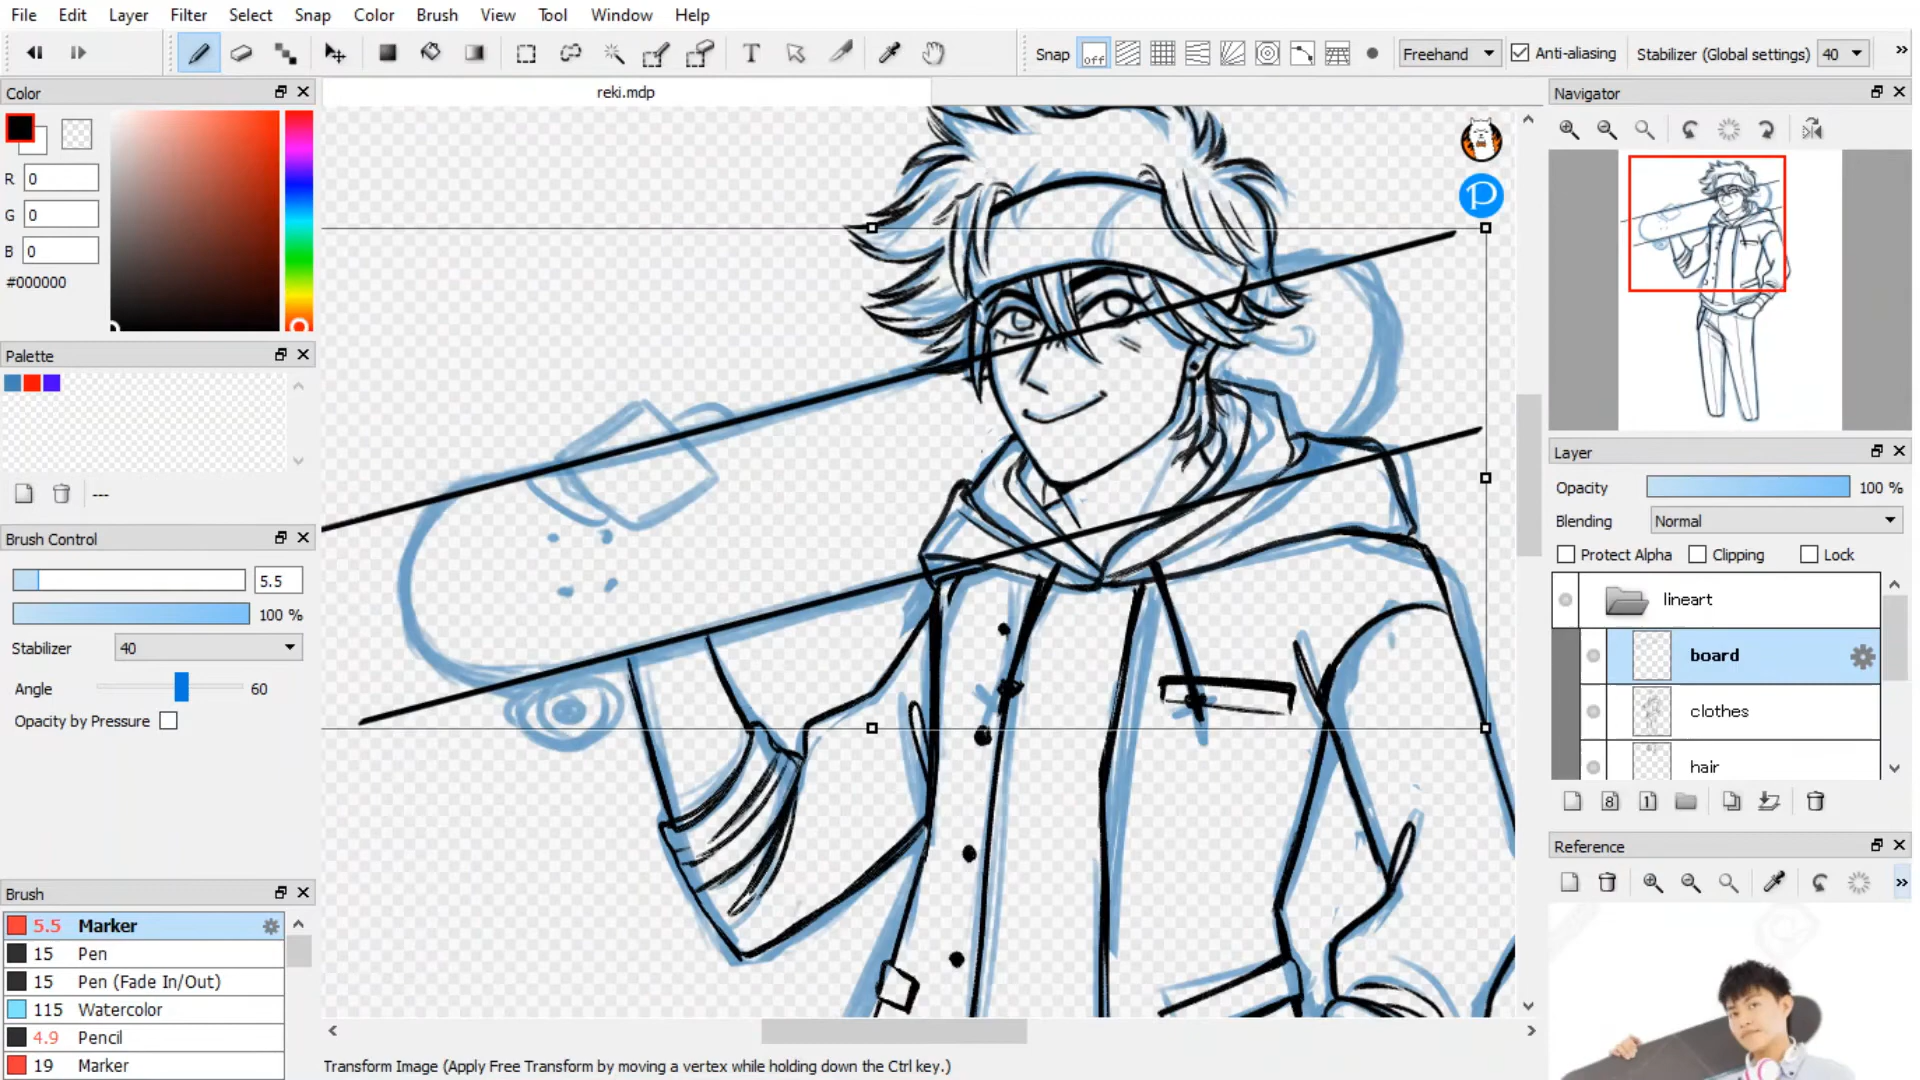 File Edit Layer Filter Select Snap Color Brush View Tool Window Help
T Snap off Freehand Anti-aliasing Stabilizer (Global settings) 40 »
Color
reki.mdp
Navigator
R 0
G 0
B 0
#000000
P
Palette
---
Layer
Opacity 100 %
Blending Normal
Protect Alpha Clipping Lock
lineart
board
clothes
hair
8 1
Brush Control
5.5
100 %
Stabilizer 40
Angle 60
Opacity by Pressure
Reference
»
Brush
5.5 Marker
15 Pen
15 Pen (Fade In/Out)
115 Watercolor
4.9 Pencil
19 Marker
Transform Image (Apply Free Transform by moving a vertex while holding down the Ctrl key.)